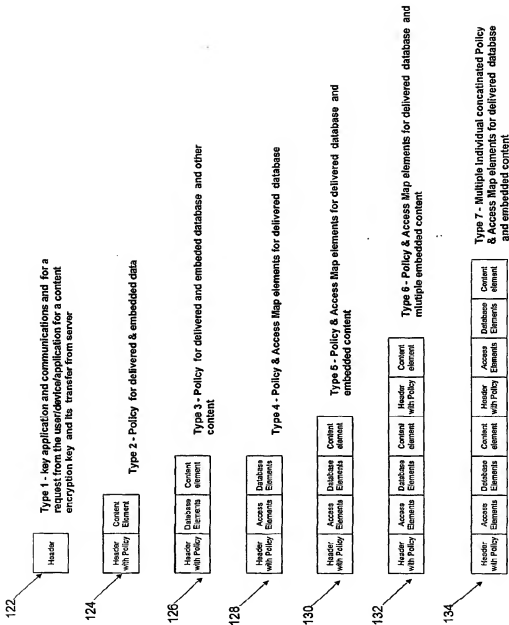 122
Header
Type 1 - key application and communications and for a
request from the user/device/application for a content
encryption key and its transfer from server
124
Header
with Policy
Content
Element
Type 2 - Policy for delivered & embedded data
126
Header
with Policy
Database
Elements
Content
element
Type 3 - Policy for delivered and embeded database and other
content
128
Header
with Policy
Access
Elements
Database
Elements
Type 4 - Policy & Access Map elements for delivered database
130
Header
with Policy
Access
Elements
Database
Elements
Content
element
Type 5 - Policy & Access Map elements for delivered database and
embedded content
132
Header
with Policy
Access
Elements
Database
Elements
Content
element
Header
with Policy
Content
element
Type 6 - Policy & Access Map elements for delivered database and
mlutiple embedded content
134
Header
with Policy
Access
Elements
Database
Elements
Content
element
Header
with Policy
Access
Elements
Database
Elements
Content
element
Type 7 - Multiple individual concatinated Policy
& Access Map elements for delivered database
and embedded content